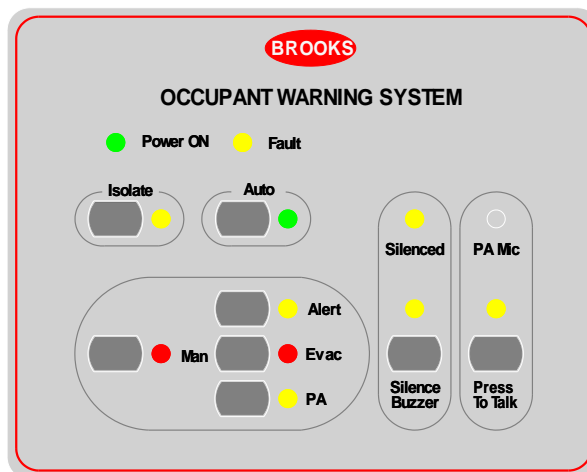 BROOKS
OCCUPANT WARNING SYSTEM
Power ON
Fault
Isolate
Auto
Silenced
PA Mic
Alert
Man
Evac
PA
Silence
Buzzer
Press
To Talk